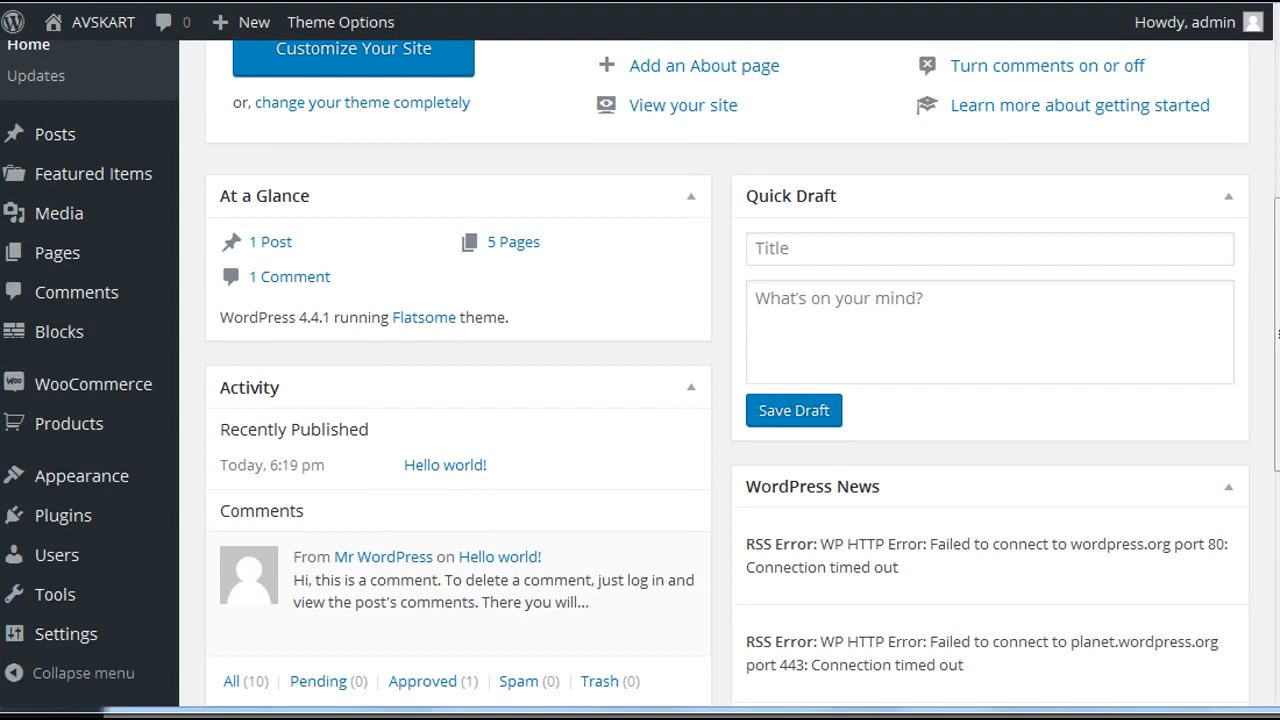 AVSKART 0 New Theme Options Howdy, admin
Home
Updates
Posts
Featured Items
Media
Pages
Comments
Blocks
WooCommerce
Products
Appearance
Plugins
Users
Tools
Settings
Collapse menu
Customize Your Site
or, change your theme completely
Add an About page
View your site
Turn comments on or off
Learn more about getting started
At a Glance
1 Post
5 Pages
1 Comment
WordPress 4.4.1 running Flatsome theme.
Activity
Recently Published
Today, 6:19 pm Hello world!
Comments
From Mr WordPress on Hello world!
Hi, this is a comment. To delete a comment, just log in and
view the post's comments. There you will...
All (10) | Pending (0) | Approved (1) | Spam (0) | Trash (0)
Quick Draft
Title
What's on your mind?
Save Draft
WordPress News
RSS Error: WP HTTP Error: Failed to connect to wordpress.org port 80:
Connection timed out
RSS Error: WP HTTP Error: Failed to connect to planet.wordpress.org
port 443: Connection timed out